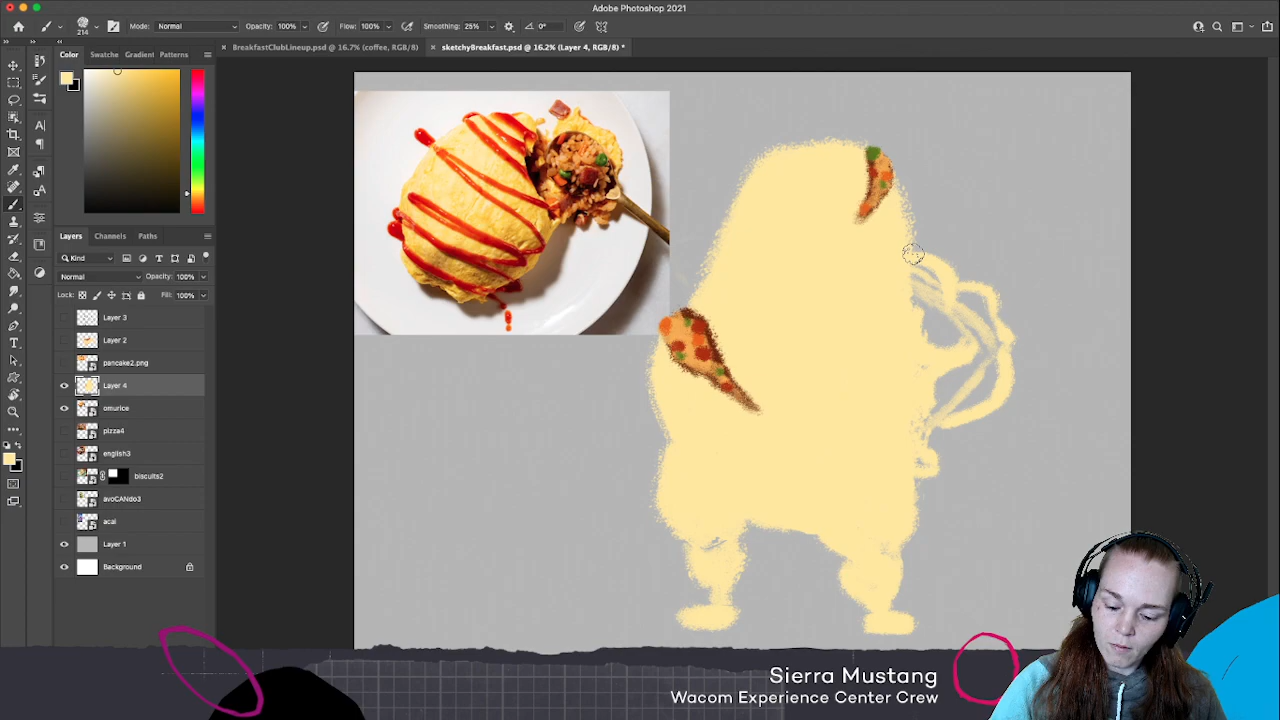 Adobe Photoshop 2021
214
Mode: Normal
Opacity: 100%
Flow: 100%
Smoothing: 25%
0°
BreakfastClubLineup.psd @ 16.7% (coffee, RGB/8)
sketchyBreakfast.psd @ 16.2% (Layer 4, RGB/8) *
Color
Swatche
Gradient
Patterns
Layers
Channels
Paths
Kind
Normal
Opacity: 100%
Lock:
Fill: 100%
Layer 3
Layer 2
pancake2.png
Layer 4
omurice
pizza4
english3
biscuits2
avoCANdo3
acai
Layer 1
Background
Sierra Mustang
Wacom Experience Center Crew